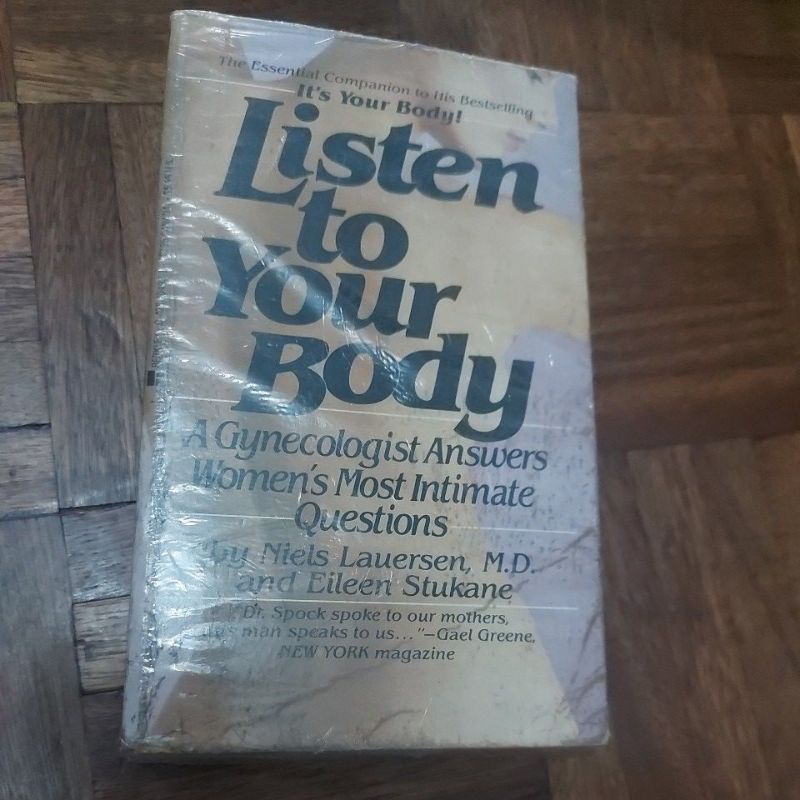 The Essential Companion to His Bestselling
It's Your Body!
Listen
to
Your
Body
A Gynecologist Answers
Women's Most Intimate
Questions
by Niels Lauersen, M.D.
and Eileen Stukane
"Dr. Spock spoke to our mothers,
man speaks to us..."—Gael Greene,
NEW YORK magazine